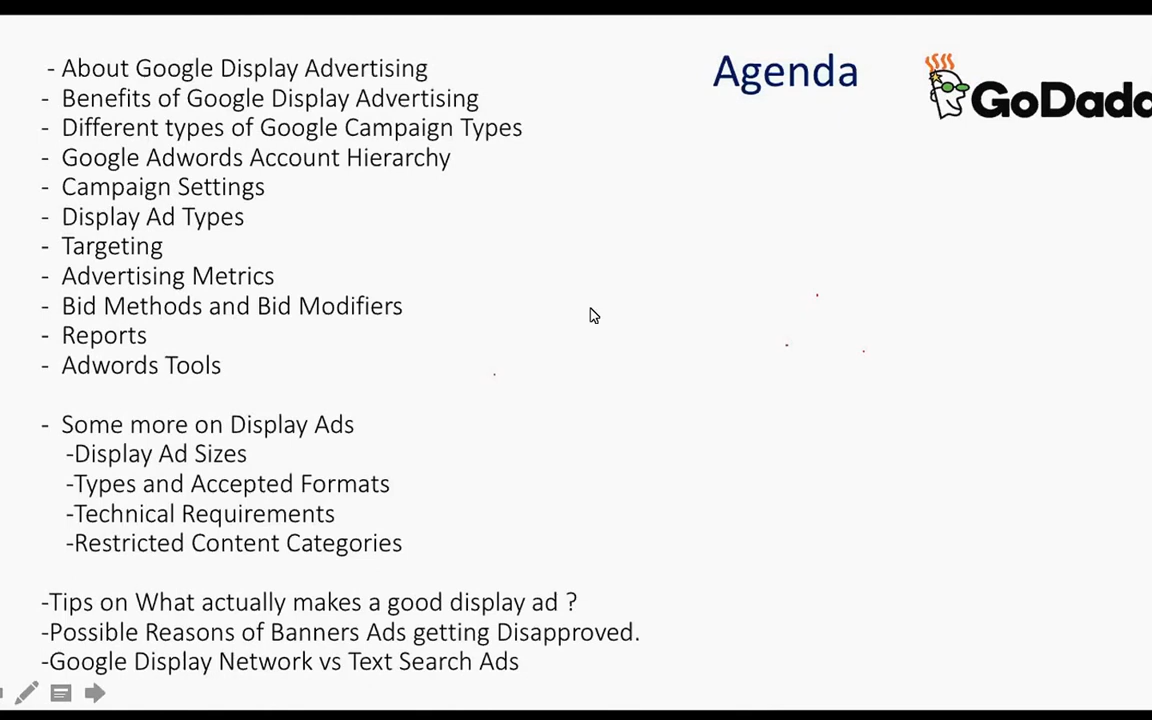 Agenda
GoDadd
- About Google Display Advertising
- Benefits of Google Display Advertising
- Different types of Google Campaign Types
- Google Adwords Account Hierarchy
- Campaign Settings
- Display Ad Types
- Targeting
- Advertising Metrics
- Bid Methods and Bid Modifiers
- Reports
- Adwords Tools
- Some more on Display Ads
-Display Ad Sizes
-Types and Accepted Formats
-Technical Requirements
-Restricted Content Categories
-Tips on What actually makes a good display ad ?
-Possible Reasons of Banners Ads getting Disapproved.
-Google Display Network vs Text Search Ads